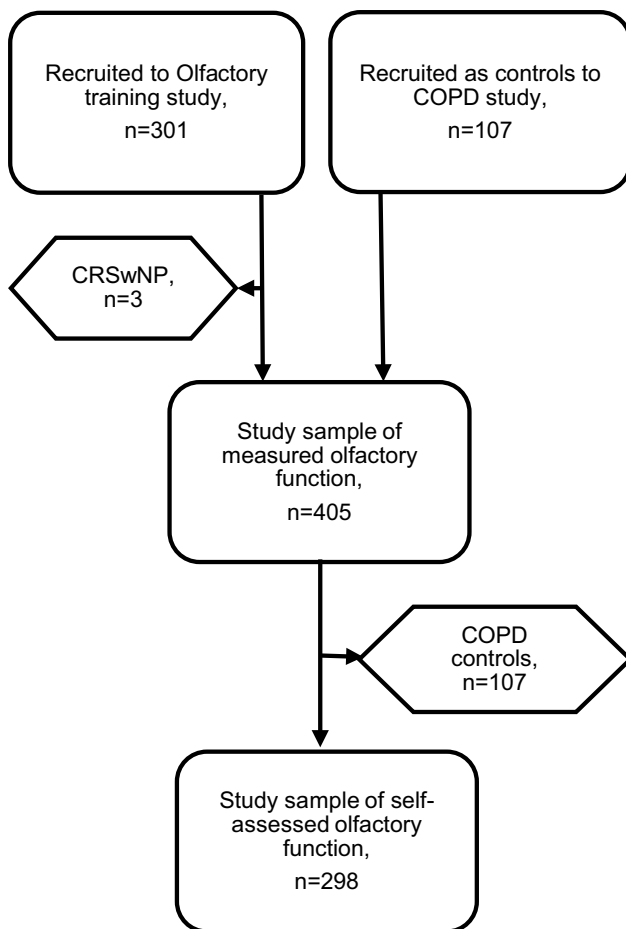 Recruited to Olfactory
training study,
n=301
Recruited as controls to
COPD study,
n=107
CRSwNP,
n=3
Study sample of
measured olfactory
function,
n=405
COPD
controls,
n=107
Study sample of self-
assessed olfactory
function,
n=298